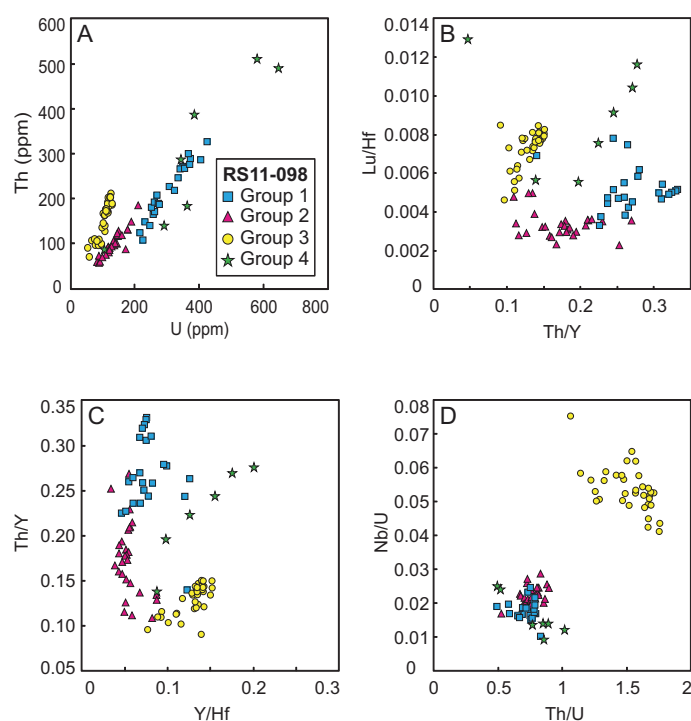 A
600
500
400
300
200
100
0
Th (ppm)
0 200 400 600 800
U (ppm)
RS11-098
Group 1
Group 2
Group 3
Group 4
B
0.014
0.012
0.010
0.008
0.006
0.004
0.002
0
Lu/Hf
0 0.1 0.2 0.3
Th/Y
C
0.35
0.30
0.25
0.20
0.15
0.10
0.05
Th/Y
0 0.1 0.2 0.3
Y/Hf
D
0.08
0.07
0.06
0.05
0.04
0.03
0.02
0.01
0
Nb/U
0 0.5 1 1.5 2
Th/U